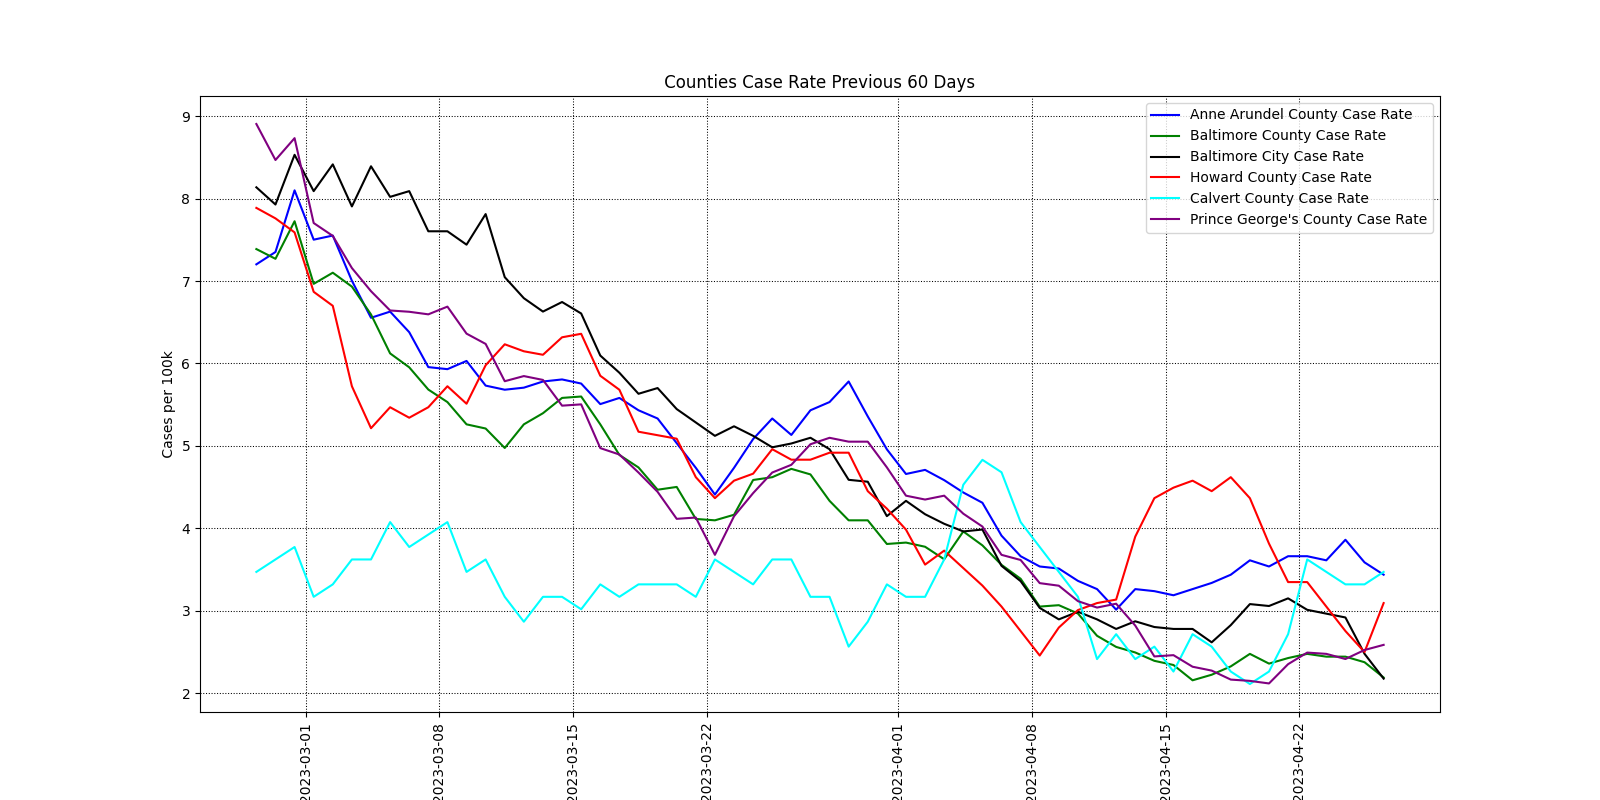 Counties Case Rate Previous 60 Days
Anne Arundel County Case Rate
Baltimore County Case Rate
Baltimore City Case Rate
Howard County Case Rate
Calvert County Case Rate
Prince George's County Case Rate
Cases per 100k
9
8
7
6
5
4
3
2
2023-03-01
2023-03-08
2023-03-15
2023-03-22
2023-04-01
2023-04-08
2023-04-15
2023-04-22